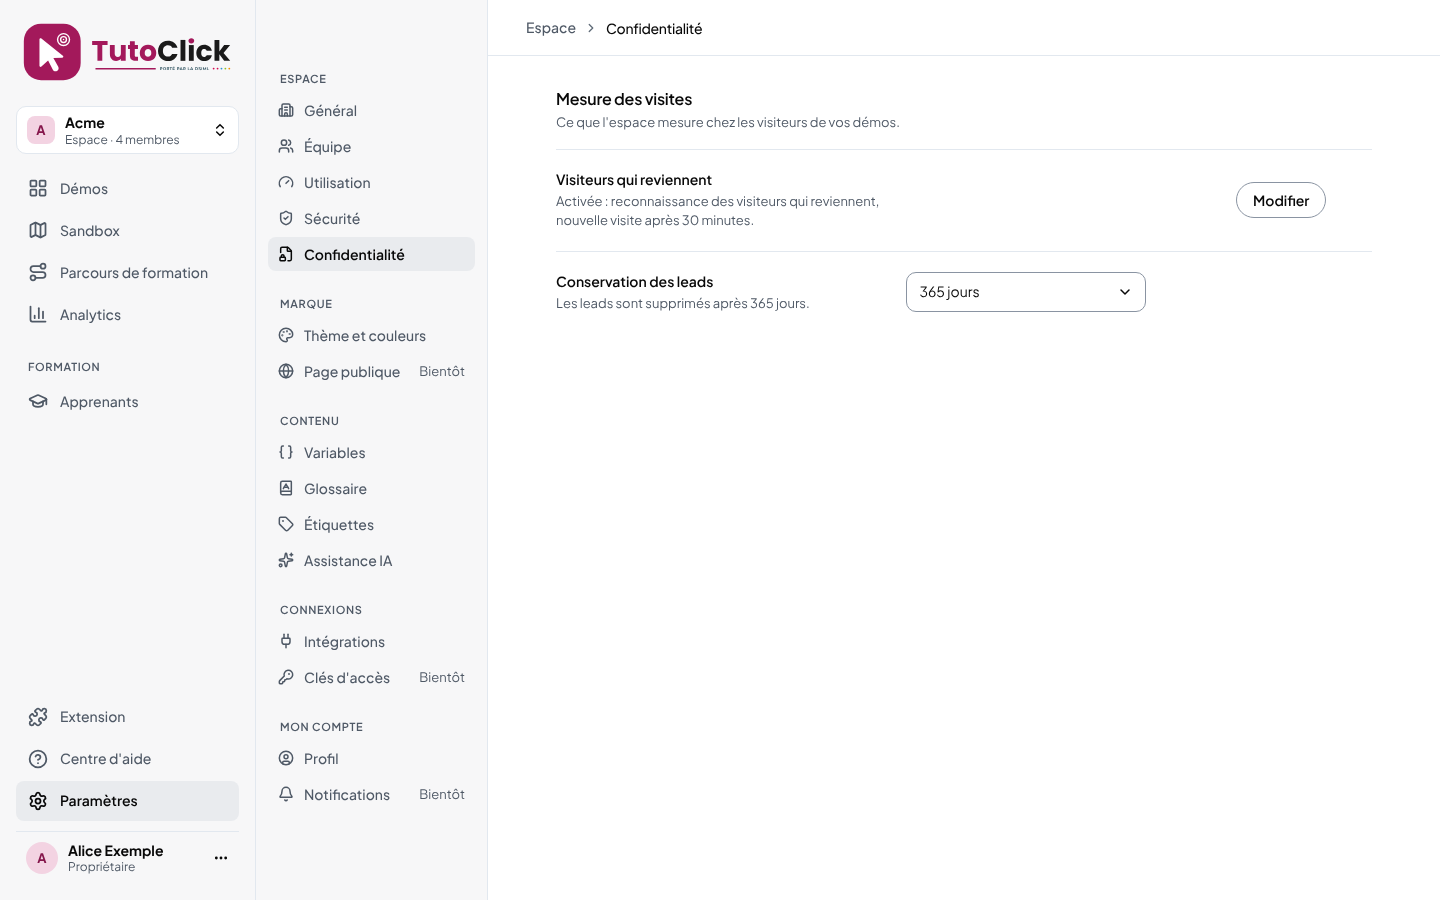 TutoClick
PORTÉ PAR LA DSIML
A
Acme
Espace · 4 membres
Démos
Sandbox
Parcours de formation
Analytics
FORMATION
Apprenants
Extension
Centre d'aide
Paramètres
A
Alice Exemple
Propriétaire
ESPACE
Général
Équipe
Utilisation
Sécurité
Confidentialité
MARQUE
Thème et couleurs
Page publique Bientôt
CONTENU
Variables
Glossaire
Étiquettes
Assistance IA
CONNEXIONS
Intégrations
Clés d'accès Bientôt
MON COMPTE
Profil
Notifications Bientôt
Espace > Confidentialité
Mesure des visites
Ce que l'espace mesure chez les visiteurs de vos démos.
Visiteurs qui reviennent
Activée : reconnaissance des visiteurs qui reviennent,
nouvelle visite après 30 minutes.
Modifier
Conservation des leads
Les leads sont supprimés après 365 jours.
365 jours